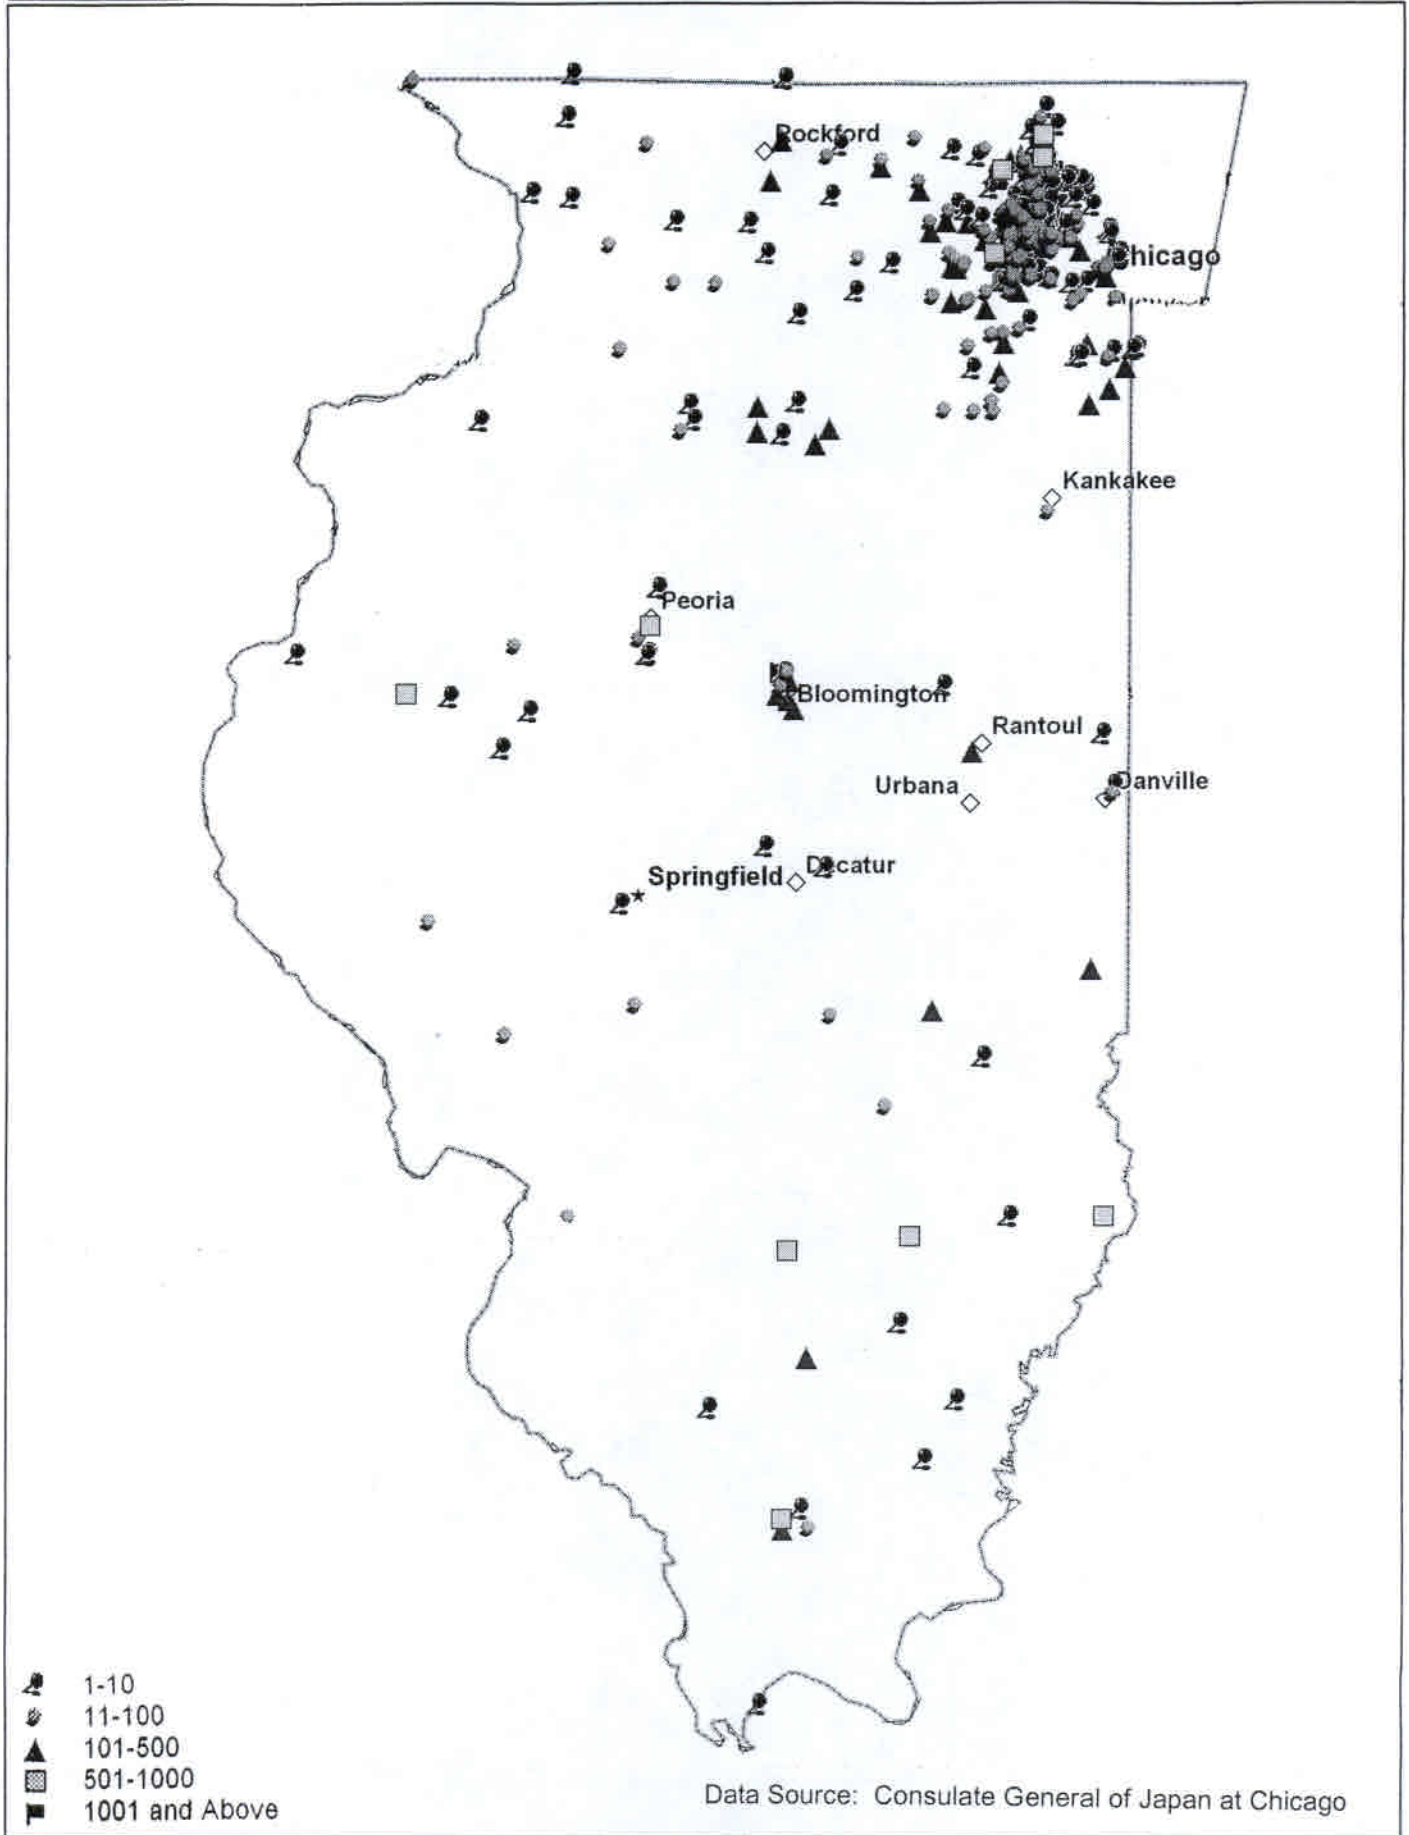 Rockford
Chicago
Kankakee
Peoria
Bloomington
Rantoul
Urbana
Danville
Springfield
Decatur
1-10
11-100
101-500
501-1000
1001 and Above
Data Source: Consulate General of Japan at Chicago